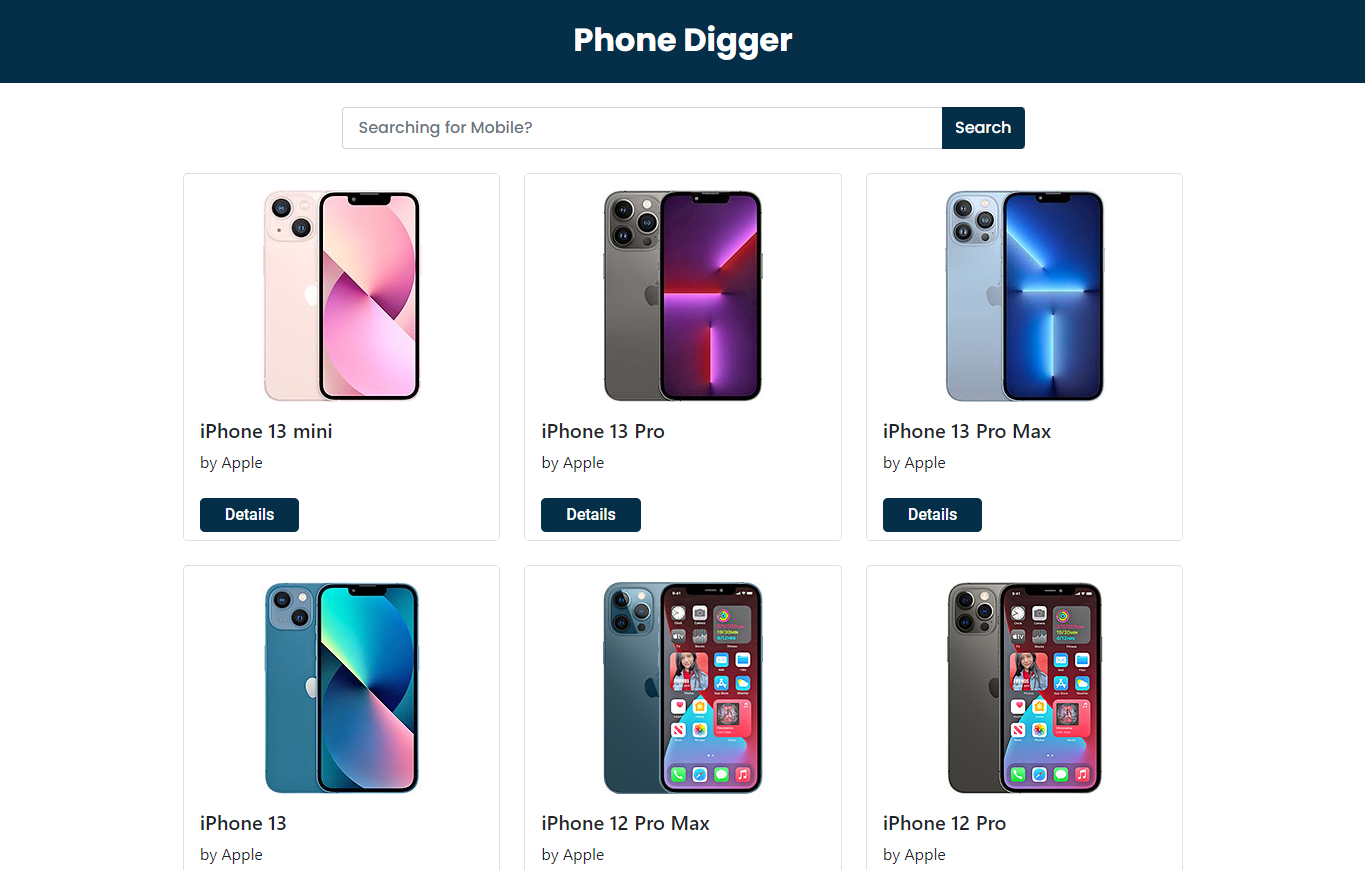 Phone Digger
Searching for Mobile?
Search
iPhone 13 mini
by Apple
Details
iPhone 13 Pro
by Apple
Details
iPhone 13 Pro Max
by Apple
Details
iPhone 13
by Apple
iPhone 12 Pro Max
by Apple
iPhone 12 Pro
by Apple